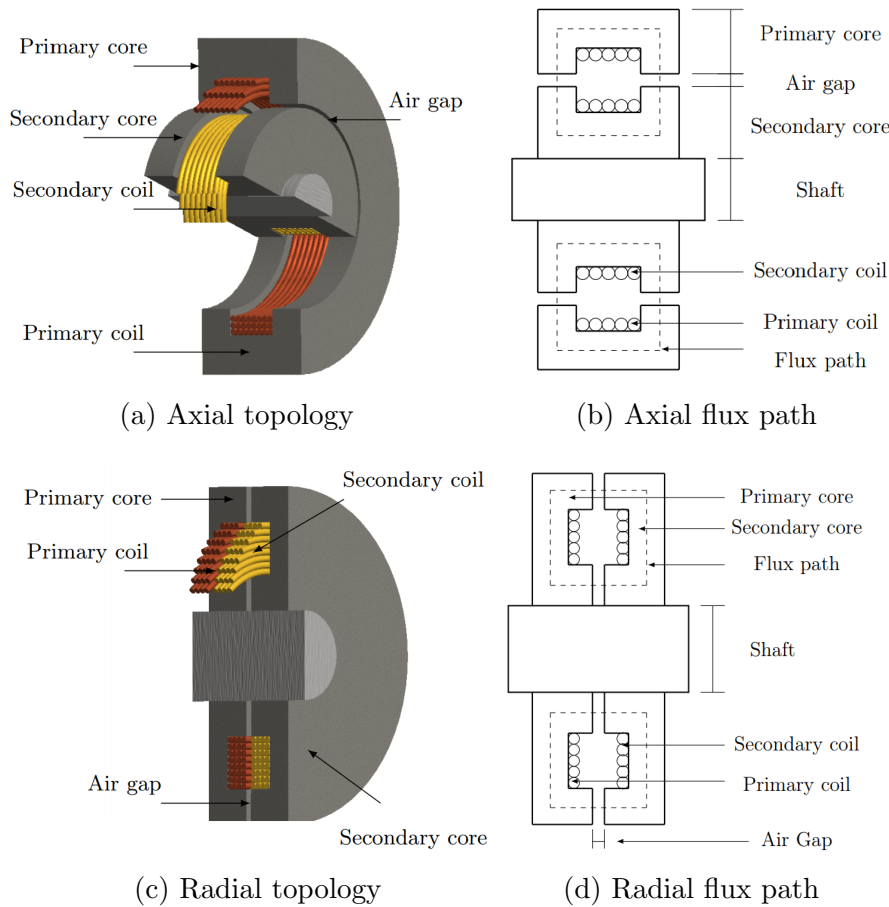 Primary core
Secondary core
Secondary coil
Air gap
Primary coil
(a) Axial topology
Primary core
Air gap
Secondary core
Shaft
Secondary coil
Primary coil
Flux path
(b) Axial flux path
Secondary coil
Primary core
Primary coil
Air gap
Secondary core
(c) Radial topology
Primary core
Secondary core
Flux path
Shaft
Secondary coil
Primary coil
Air Gap
(d) Radial flux path